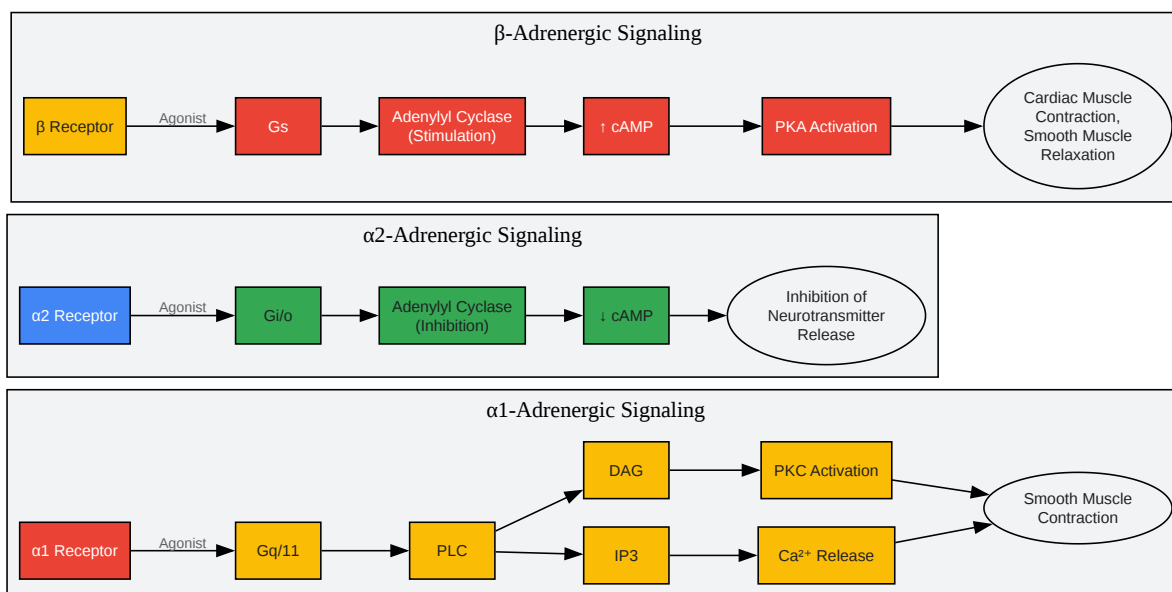 β-Adrenergic Signaling
β Receptor
Agonist
Gs
Adenylyl Cyclase
(Stimulation)
↑ cAMP
PKA Activation
Cardiac Muscle
Contraction,
Smooth Muscle
Relaxation
α2-Adrenergic Signaling
α2 Receptor
Agonist
Gi/o
Adenylyl Cyclase
(Inhibition)
↓ cAMP
Inhibition of
Neurotransmitter
Release
α1-Adrenergic Signaling
α1 Receptor
Agonist
Gq/11
PLC
DAG
PKC Activation
IP3
Ca²⁺ Release
Smooth Muscle
Contraction